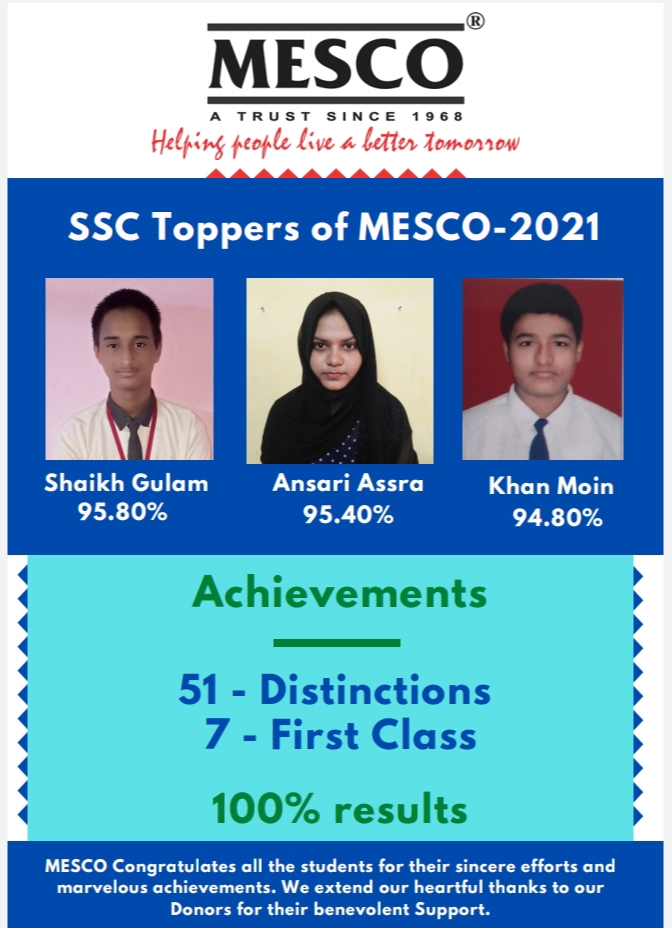 MESCO®
A TRUST SINCE 1968
Helping people live a better tomorrow
SSC Toppers of MESCO-2021
Shaikh Gulam
95.80%
Ansari Assra
95.40%
Khan Moin
94.80%
Achievements
51 - Distinctions
7 - First Class
100% results
MESCO Congratulates all the students for their sincere efforts and
marvelous achievements. We extend our heartful thanks to our
Donors for their benevolent Support.